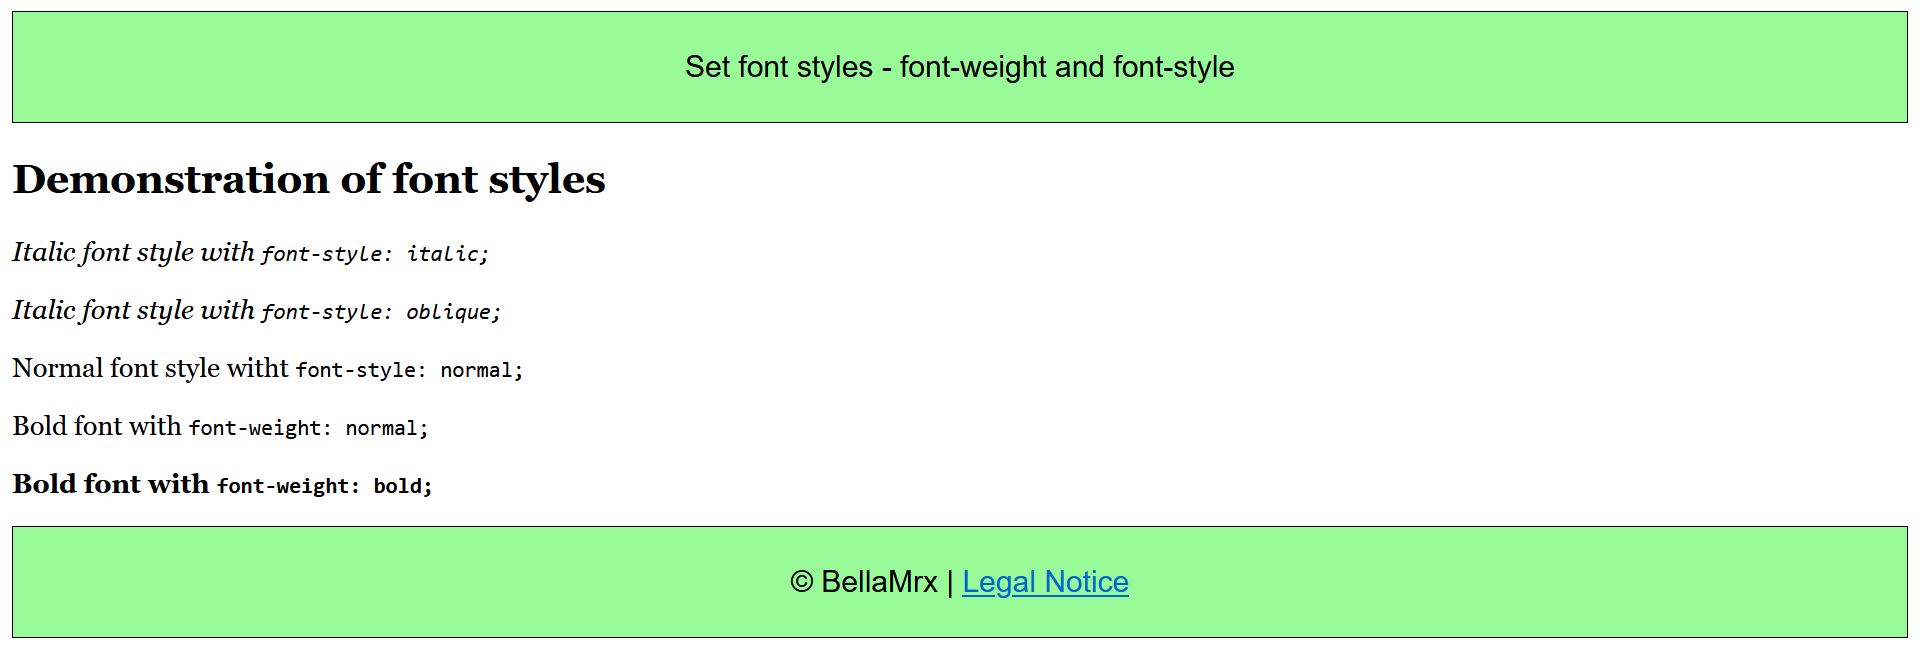 Set font styles - font-weight and font-style
Demonstration of font styles
Italic font style with font-style: italic;
Italic font style with font-style: oblique;
Normal font style witht font-style: normal;
Bold font with font-weight: normal;
Bold font with font-weight: bold;
© BellaMrx | Legal Notice